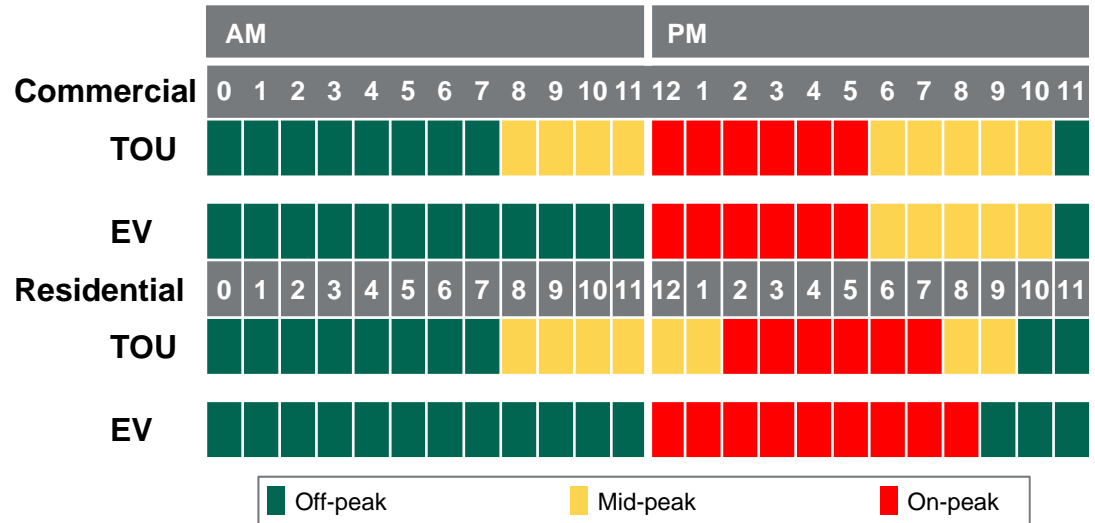 AM PM
Commercial 0 1 2 3 4 5 6 7 8 9 10 11 12 1 2 3 4 5 6 7 8 9 10 11
TOU
EV
Residential 0 1 2 3 4 5 6 7 8 9 10 11 12 1 2 3 4 5 6 7 8 9 10 11
TOU
EV
Off-peak Mid-peak On-peak